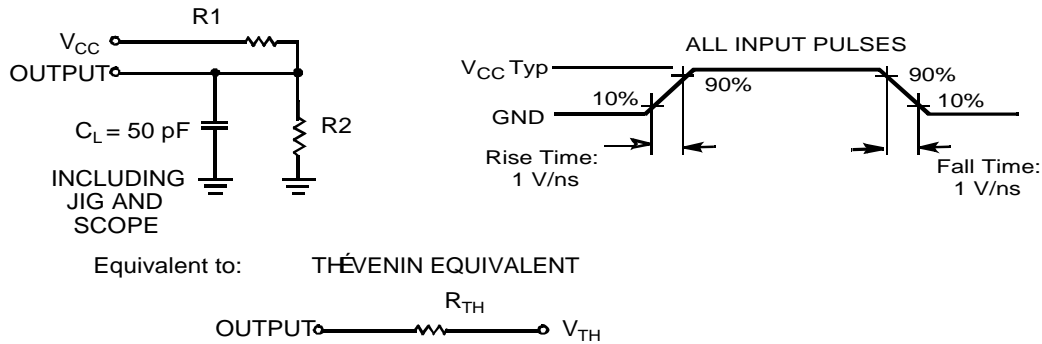 R1
VCC
OUTPUT
CL = 50 pF
R2
INCLUDING
JIG AND
SCOPE
ALL INPUT PULSES
VCC Typ
GND
10%
90%
90%
10%
Rise Time:
1 V/ns
Fall Time:
1 V/ns
Equivalent to: THÉVENIN EQUIVALENT
RTH
OUTPUT
VTH